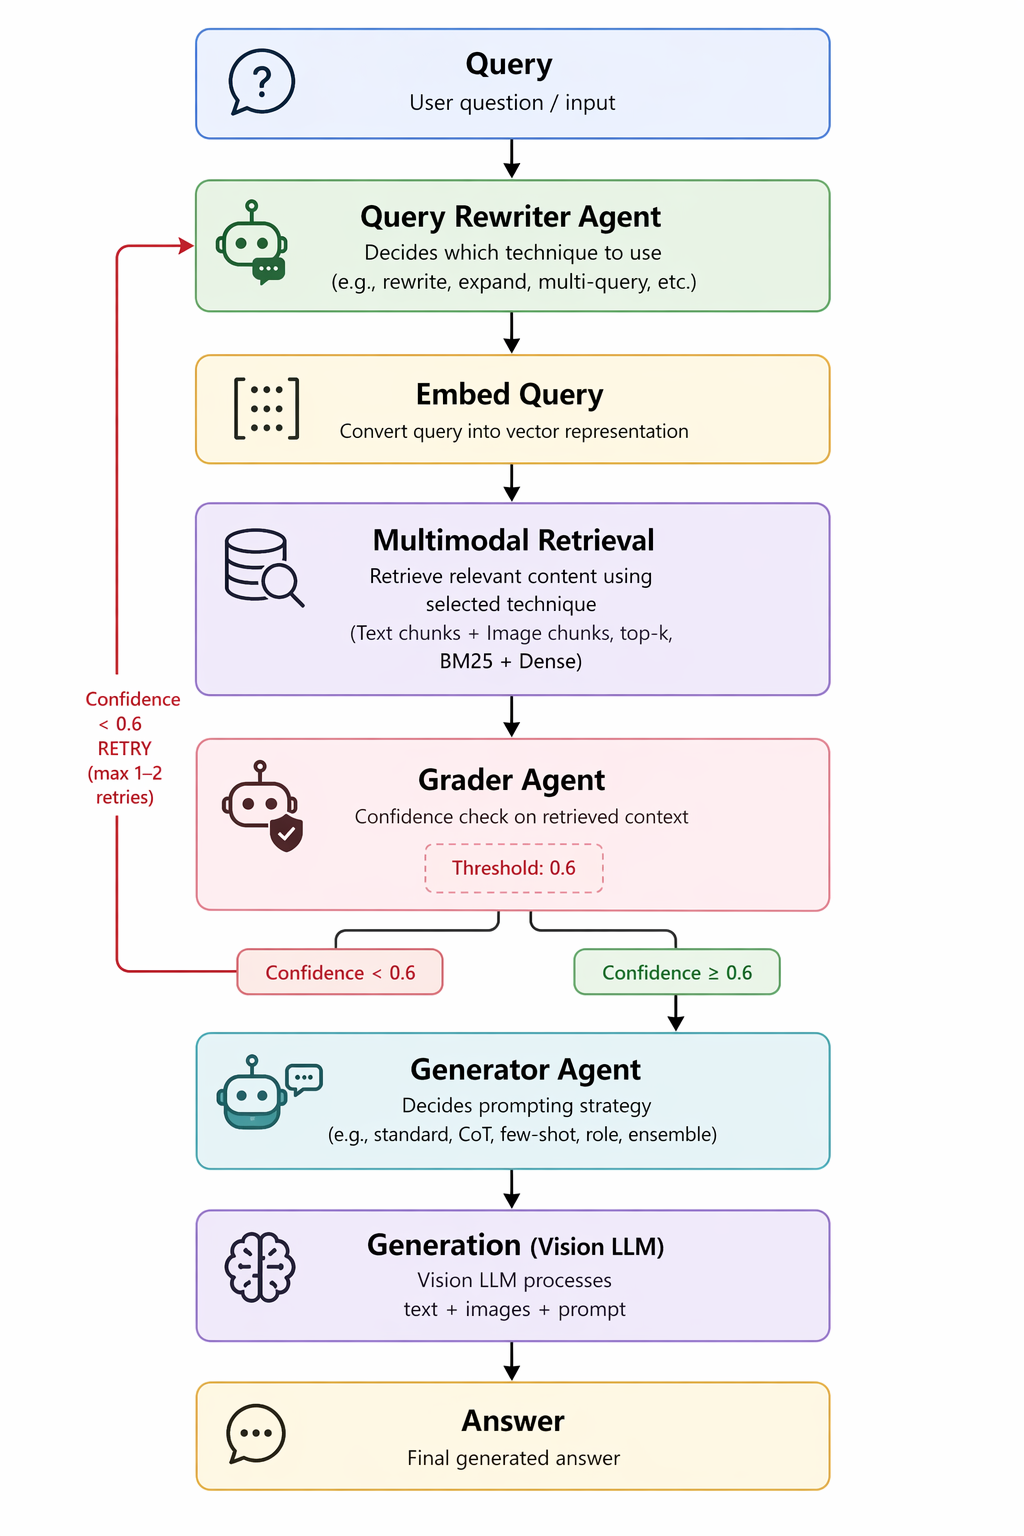 Query
User question / input
Query Rewriter Agent
Decides which technique to use
(e.g., rewrite, expand, multi-query, etc.)
Embed Query
Convert query into vector representation
Multimodal Retrieval
Retrieve relevant content using
selected technique
(Text chunks + Image chunks, top-k,
BM25 + Dense)
Confidence
< 0.6
RETRY
(max 1–2
retries)
Grader Agent
Confidence check on retrieved context
Threshold: 0.6
Confidence < 0.6
Confidence ≥ 0.6
Generator Agent
Decides prompting strategy
(e.g., standard, CoT, few-shot, role, ensemble)
Generation (Vision LLM)
Vision LLM processes
text + images + prompt
Answer
Final generated answer